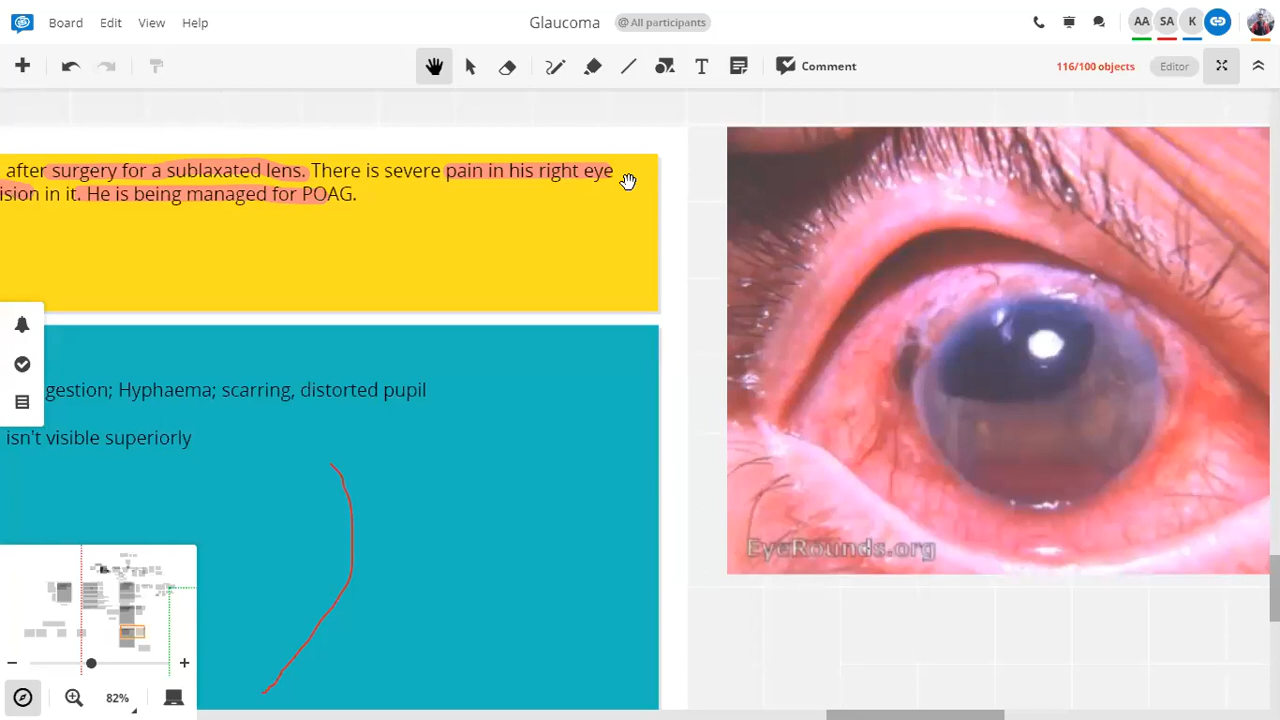 Board Edit View Help
Glaucoma @ All participants
AA SA K
Comment
116/100 objects Editor
after surgery for a sublaxated lens. There is severe pain in his right eye
ision in it. He is being managed for POAG.
gestion; Hyphaema; scarring, distorted pupil
isn't visible superiorly
EyeRounds.org
82%